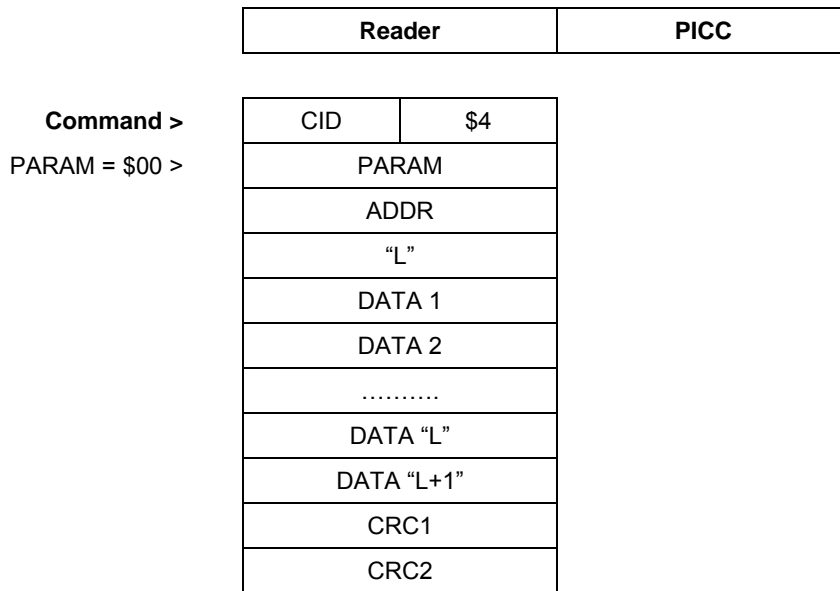 Reader PICC
Command > CID $4
PARAM = $00 > PARAM
ADDR
“L”
DATA 1
DATA 2
……….
DATA “L”
DATA “L+1”
CRC1
CRC2